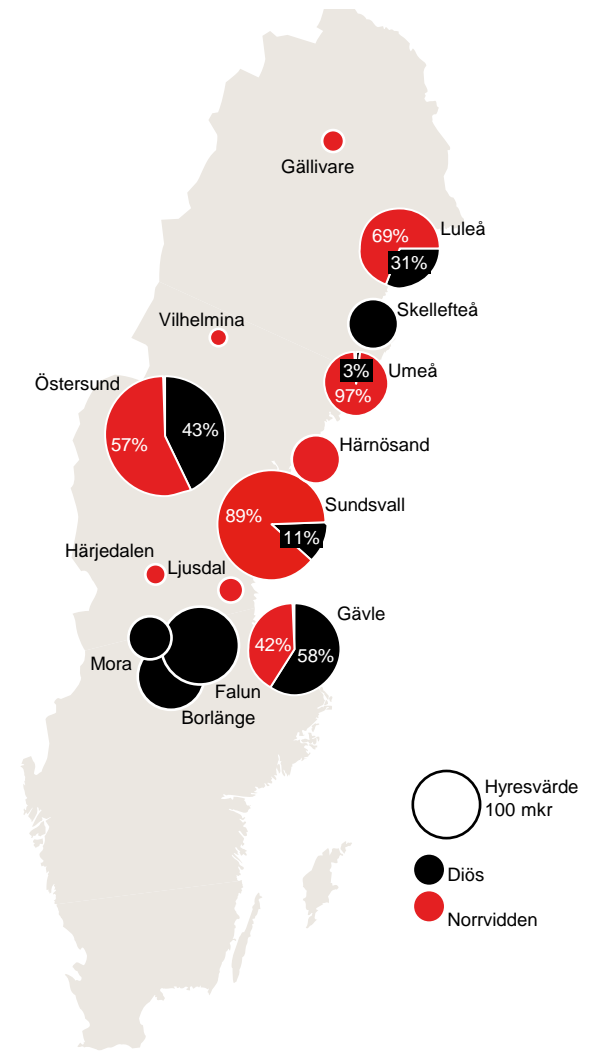 Gällivare
Luleå
69%
31%
Skellefteå
Vilhelmina
3%
Umeå
97%
Östersund
43%
57%
Härnösand
Sundsvall
89%
11%
Härjedalen
Ljusdal
Gävle
42%
58%
Mora
Falun
Borlänge
Hyresvärde
100 mkr
Diös
Norrvidden